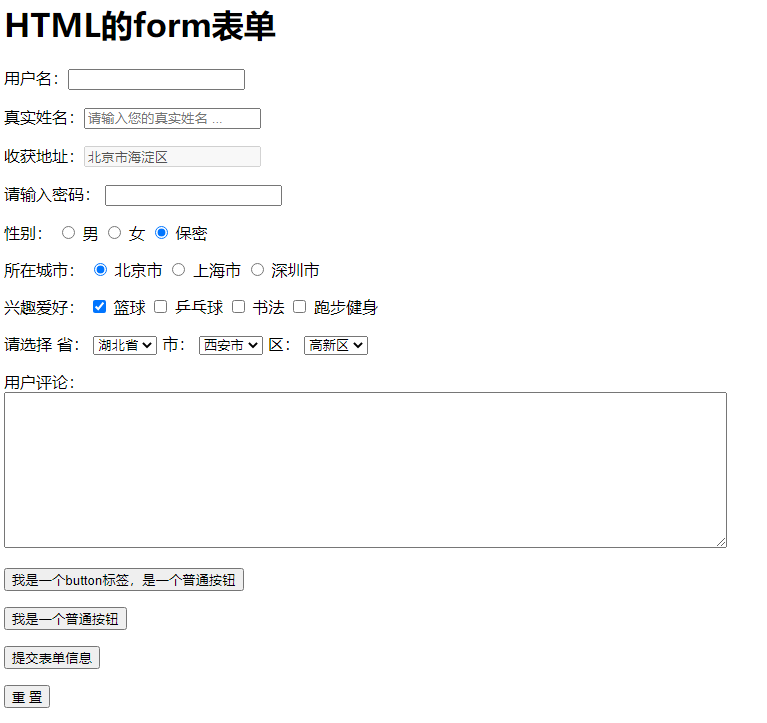 HTML的form表单
用户名：
真实姓名： 请输入您的真实姓名 ...
收获地址： 北京市海淀区
请输入密码：
性别： 男 女 保密
所在城市： 北京市 上海市 深圳市
兴趣爱好： 篮球 乒乓球 书法 跑步健身
请选择 省： 湖北省 市： 西安市 区： 高新区
用户评论：
我是一个button标签，是一个普通按钮
我是一个普通按钮
提交表单信息
重 置